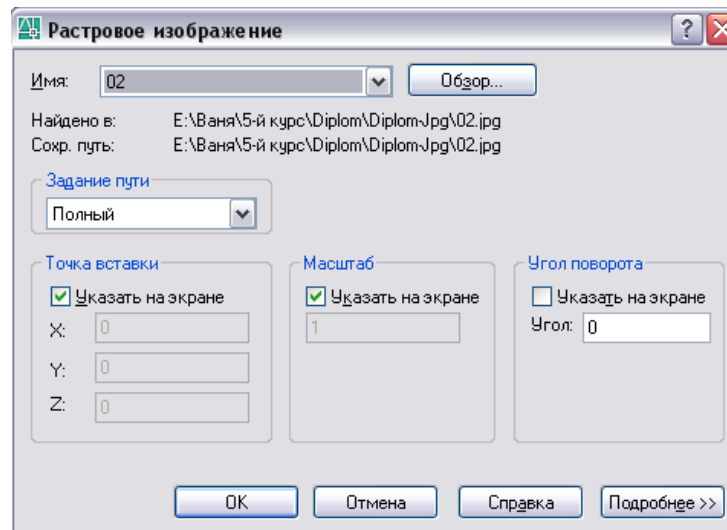 Растровое изображение
Имя: 02 Обзор...
Найдено в: E:\Ваня\5-й курс\Diplom\Diplom-Jpg\02.jpg
Сохр. путь: E:\Ваня\5-й курс\Diplom\Diplom-Jpg\02.jpg
Задание пути
Полный
Точка вставки
Указать на экране
X: 0
Y: 0
Z: 0
Масштаб
Указать на экране
1
Угол поворота
Указать на экране
Угол: 0
OK Отмена Справка Подробнее >>